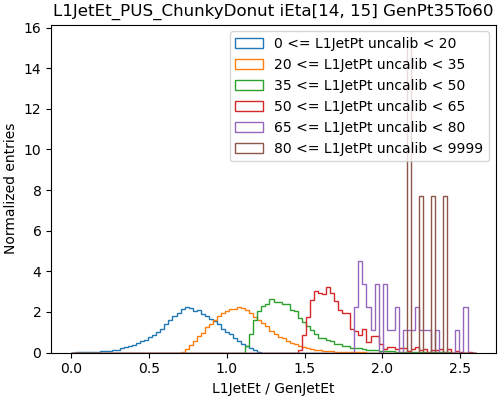 L1JetEt_PUS_ChunkyDonut iEta[14, 15] GenPt35To60
16
14
12
10
8
6
4
2
0
Normalized entries
0 <= L1JetPt uncalib < 20
20 <= L1JetPt uncalib < 35
35 <= L1JetPt uncalib < 50
50 <= L1JetPt uncalib < 65
65 <= L1JetPt uncalib < 80
80 <= L1JetPt uncalib < 9999
0.0 0.5 1.0 1.5 2.0 2.5
L1JetEt / GenJetEt